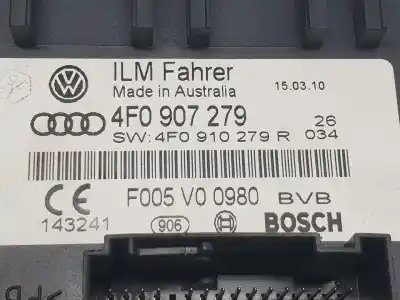 ILM Fahrer
Made in Australia 15.03.10
4F0 907 279 26
SW: 4F0 910 279 R 034
F005 V0 0980 BVB
CE
143241 906 BOSCH